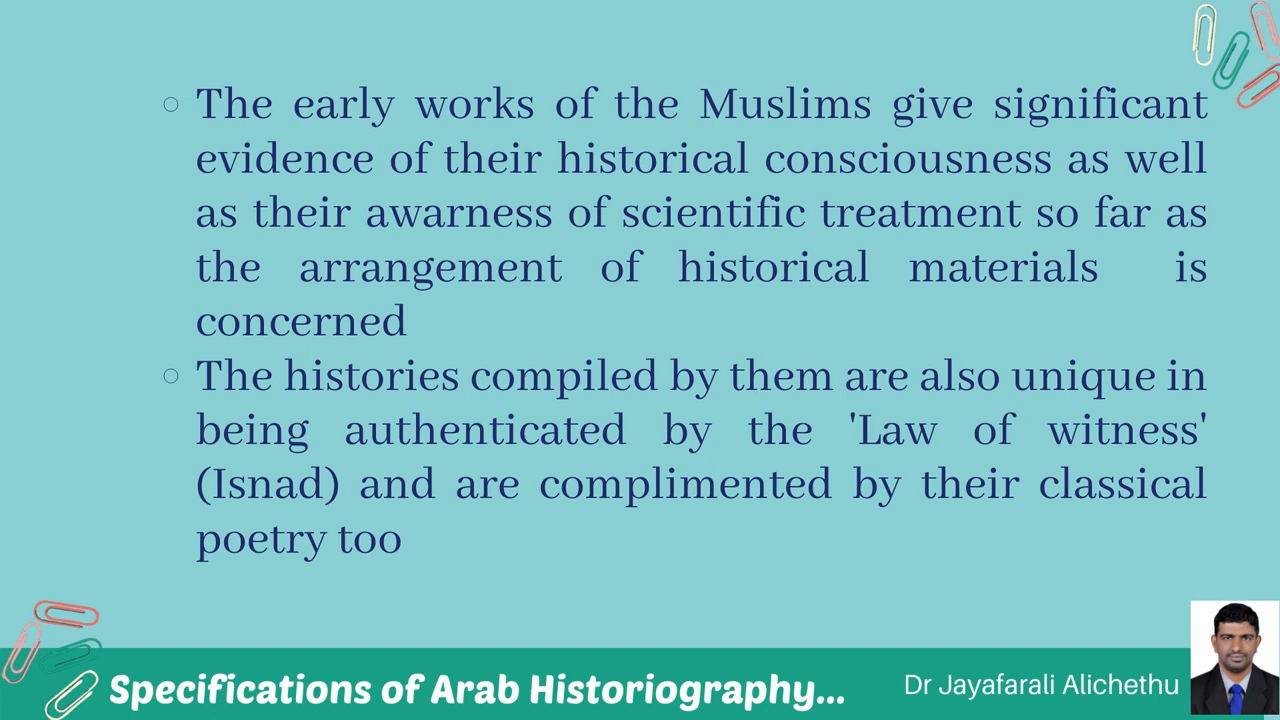 The early works of the Muslims give significant
evidence of their historical consciousness as well
as their awarness of scientific treatment so far as
the arrangement of historical materials is
concerned
The histories compiled by them are also unique in
being authenticated by the 'Law of witness'
(Isnad) and are complimented by their classical
poetry too
Specifications of Arab Historiography...
Dr Jayafarali Alichethu